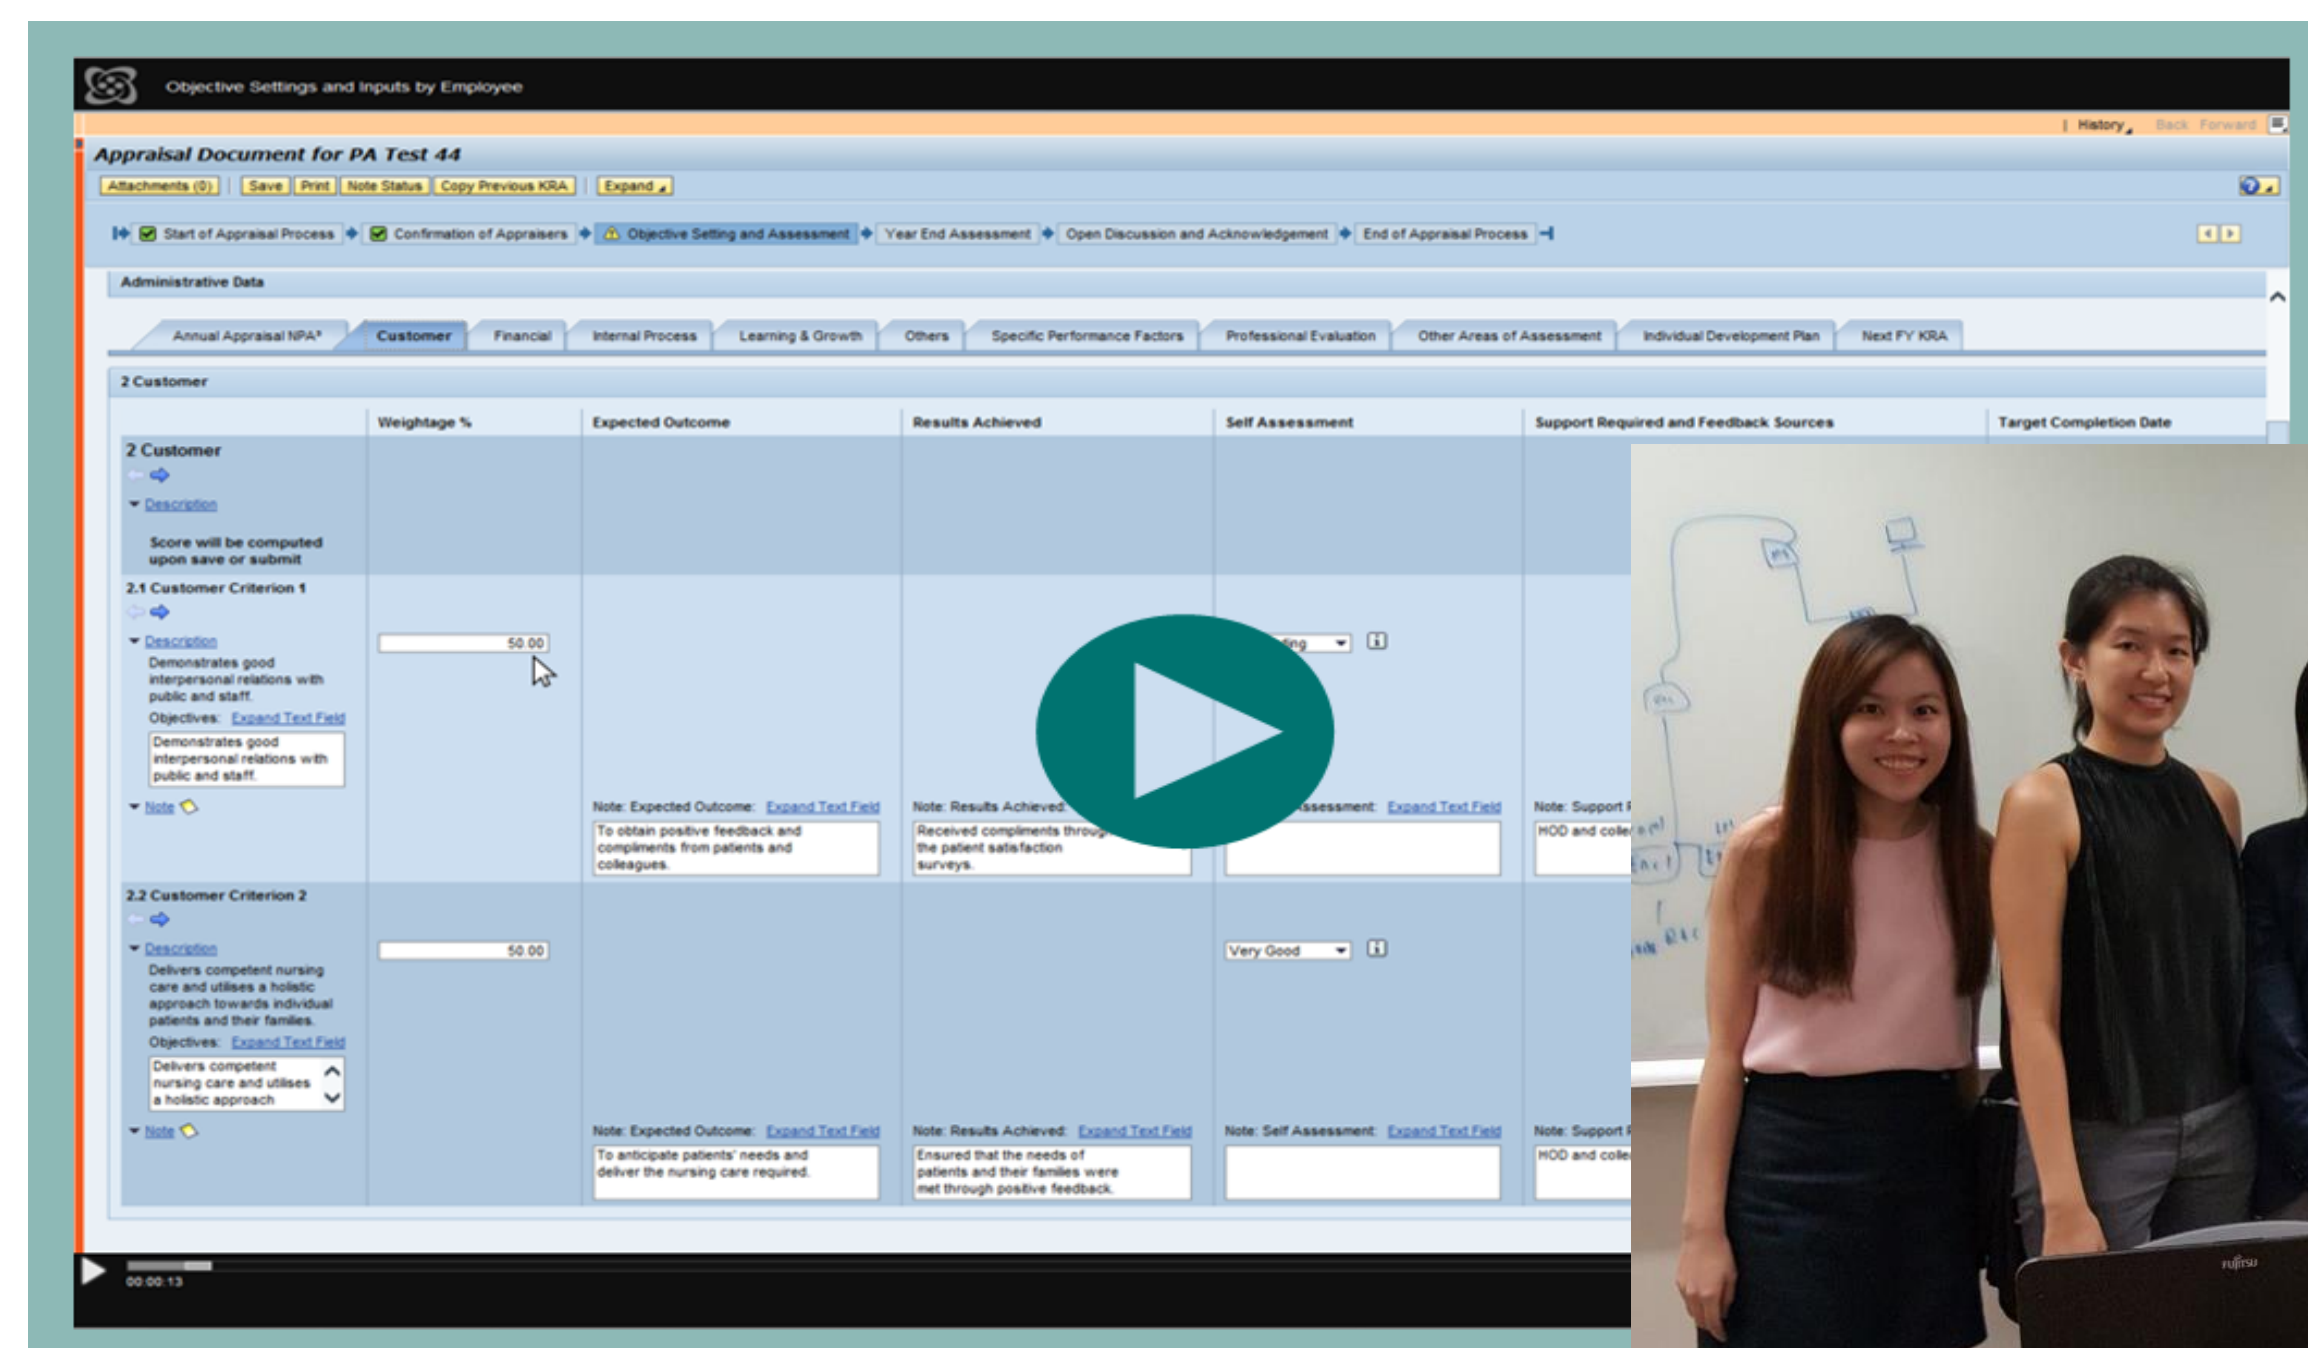 Objective Settings and Inputs by Employee
History Back Forward
Appraisal Document for PA Test 44
Attachments (0) Save Print Note Status Copy Previous KRA Expand
Start of Appraisal Process Confirmation of Appraisers Objective Setting and Assessment Year End Assessment Open Discussion and Acknowledgement End of Appraisal Process
Administrative Data
Annual Appraisal NPA* Customer Financial Internal Process Learning & Growth Others Specific Performance Factors Professional Evaluation Other Areas of Assessment Individual Development Plan Next FY KRA
2 Customer
Weightage % Expected Outcome Results Achieved Self Assessment Support Required and Feedback Sources Target Completion Date
2 Customer
Description
Score will be computed
upon save or submit
2.1 Customer Criterion 1
Description 50.00
Demonstrates good
interpersonal relations with
public and staff.
Objectives: Expand Text Field
Demonstrates good
interpersonal relations with
public and staff.
Note Note: Expected Outcome: Expand Text Field Note: Results Achieved: Assessment: Expand Text Field Note: Support
To obtain positive feedback and
compliments from patients and
colleagues.
Received compliments through
the patient satisfaction
surveys.
HOD and
2.2 Customer Criterion 2
Description 50.00 Very Good
Delivers competent nursing
care and utilises a holistic
approach towards individual
patients and their families.
Objectives: Expand Text Field
Delivers competent
nursing care and utilises
a holistic approach
Note Note: Expected Outcome: Expand Text Field Note: Results Achieved: Expand Text Field Note: Self Assessment: Expand Text Field Note: Support
To anticipate patients' needs and
deliver the nursing care required.
Ensured that the needs of
patients and their families were
met through positive feedback.
HOD and
00:00:13
FUJITSU